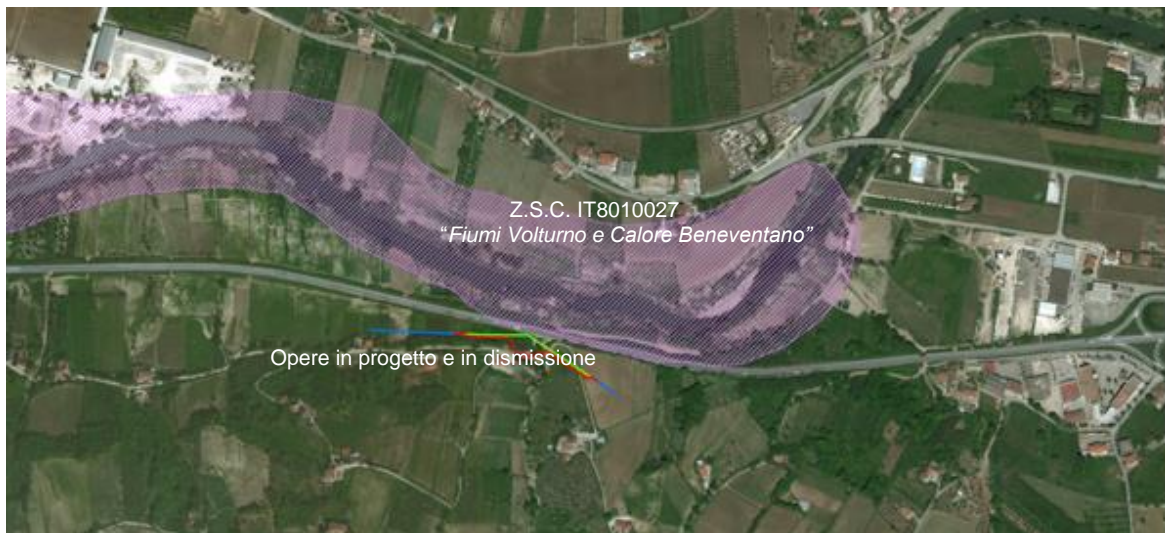 Z.S.C. IT8010027
“Fiumi Volturno e Calore Beneventano”
Opere in progetto e in dismissione